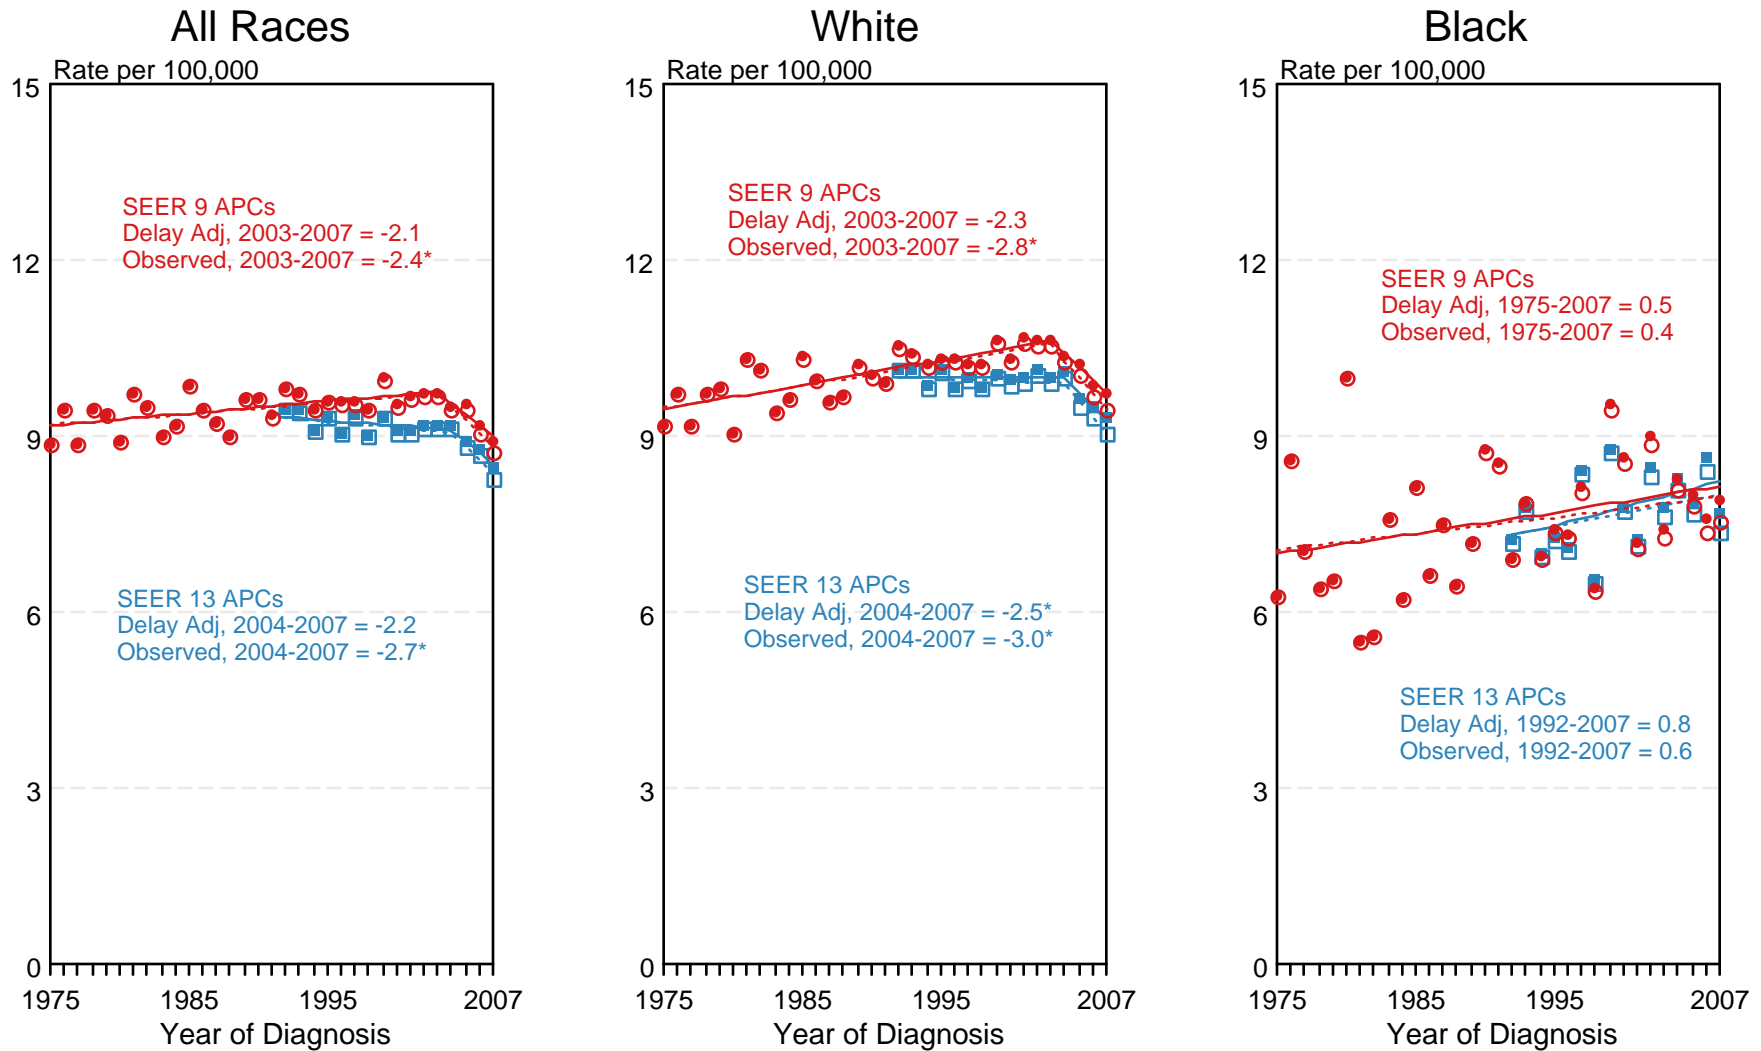 All Races
Rate per 100,000
15
12
9
6
3
0
SEER 9 APCs
Delay Adj, 2003-2007 = -2.1
Observed, 2003-2007 = -2.4*
SEER 13 APCs
Delay Adj, 2004-2007 = -2.2
Observed, 2004-2007 = -2.7*
1975 1985 1995 2007
Year of Diagnosis
White
Rate per 100,000
15
12
9
6
3
0
SEER 9 APCs
Delay Adj, 2003-2007 = -2.3
Observed, 2003-2007 = -2.8*
SEER 13 APCs
Delay Adj, 2004-2007 = -2.5*
Observed, 2004-2007 = -3.0*
1975 1985 1995 2007
Year of Diagnosis
Black
Rate per 100,000
15
12
9
6
3
0
SEER 9 APCs
Delay Adj, 1975-2007 = 0.5
Observed, 1975-2007 = 0.4
SEER 13 APCs
Delay Adj, 1992-2007 = 0.8
Observed, 1992-2007 = 0.6
1975 1985 1995 2007
Year of Diagnosis